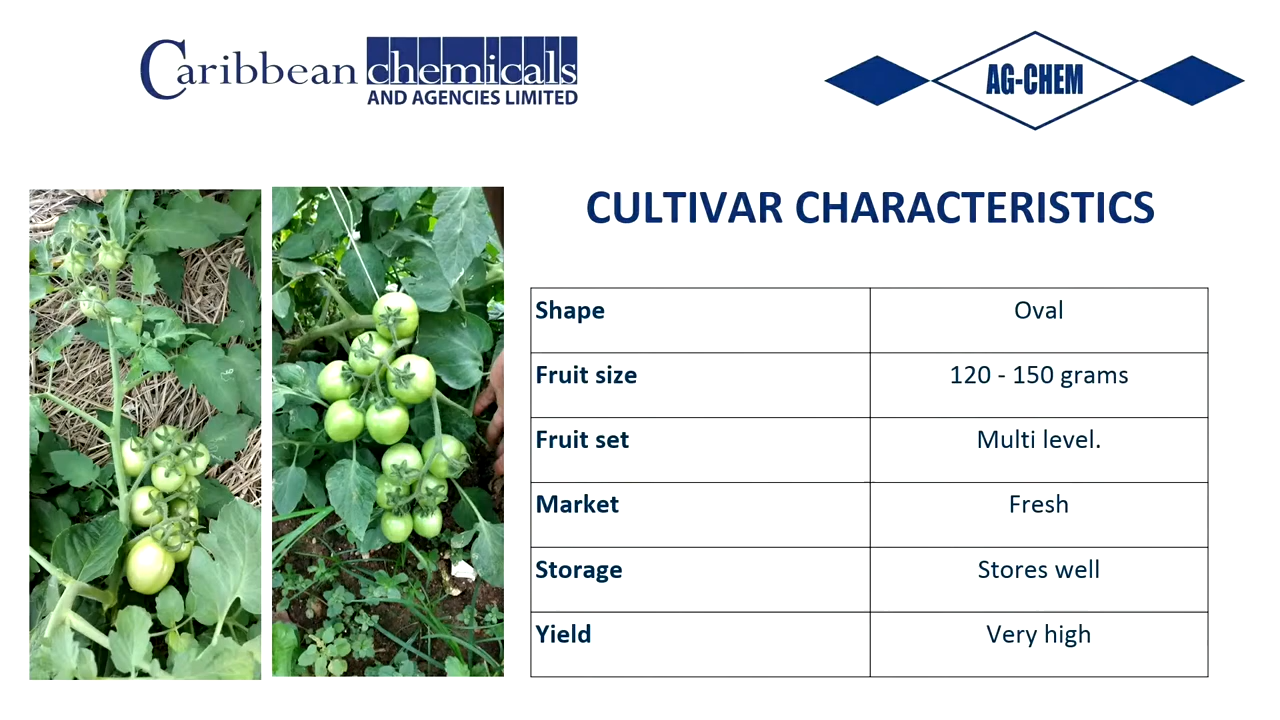 Caribbean chemicals
AND AGENCIES LIMITED
AG-CHEM
CULTIVAR CHARACTERISTICS
Shape Oval
Fruit size 120 - 150 grams
Fruit set Multi level.
Market Fresh
Storage Stores well
Yield Very high